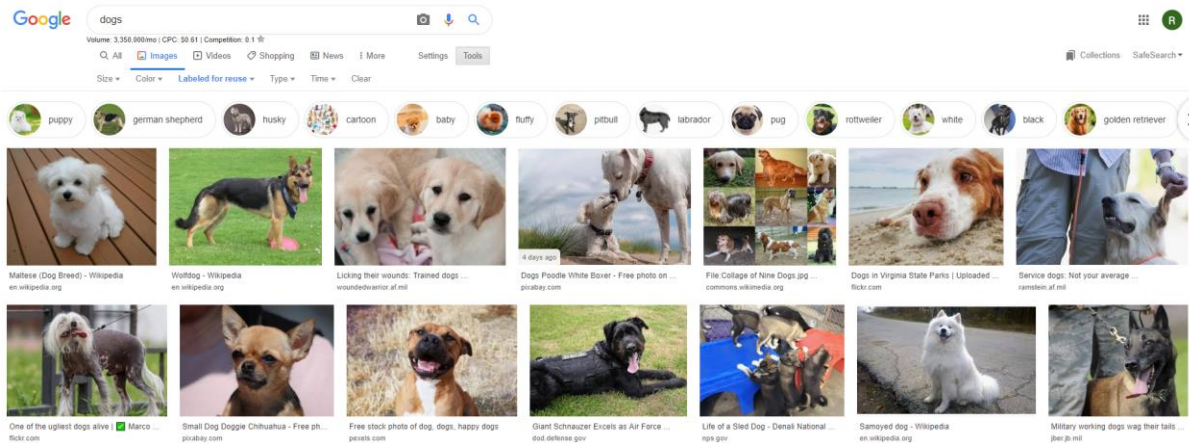 Google
dogs
Volume: 3,350,000/mo | CPC: $0.61 | Competition: 0.1
All Images Videos Shopping News More Settings Tools Collections SafeSearch
Size Color Labeled for reuse Type Time Clear
puppy german shepherd husky cartoon baby fluffy pitbull labrador pug rottweiler white black golden retriever
4 days ago
Maltese (Dog Breed) - Wikipedia
en.wikipedia.org
Wolfdog - Wikipedia
en.wikipedia.org
Licking their wounds: Trained dogs ...
woundedwarrior.af.mil
Dogs Poodle White Boxer - Free photo on ...
pixabay.com
File:Collage of Nine Dogs.jpg ...
commons.wikimedia.org
Dogs in Virginia State Parks | Uploaded ...
flickr.com
Service dogs: Not your average ...
ramstein.af.mil
One of the ugliest dogs alive | ✅ Marco ...
flickr.com
Small Dog Doggie Chihuahua - Free ph...
pixabay.com
Free stock photo of dog, dogs, happy dogs
pexels.com
Giant Schnauzer Excels as Air Force ...
dod.defense.gov
Life of a Sled Dog - Denali National ...
nps.gov
Samoyed dog - Wikipedia
en.wikipedia.org
Military working dogs wag their tails ...
jber.jb.mil
R